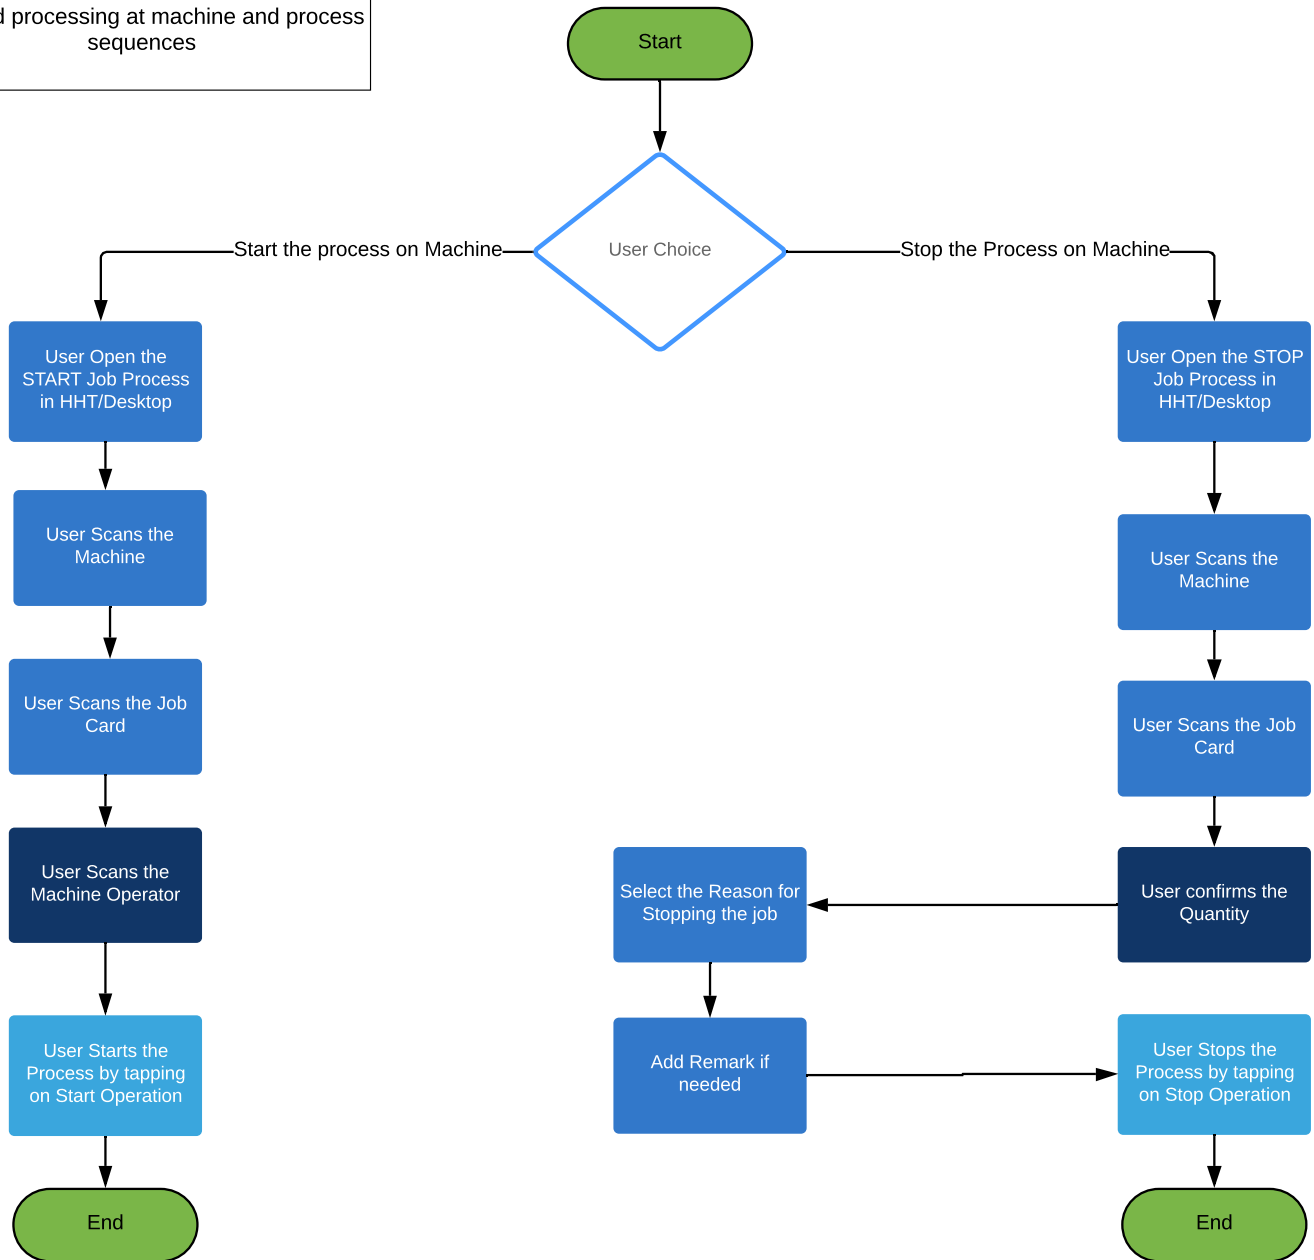 processing at machine and process
sequences
Start
User Choice
Start the process on Machine
Stop the Process on Machine
User Open the
START Job Process
in HHT/Desktop
User Scans the
Machine
User Scans the Job
Card
User Scans the
Machine Operator
User Starts the
Process by tapping
on Start Operation
End
User Open the STOP
Job Process in
HHT/Desktop
User Scans the
Machine
User Scans the Job
Card
User confirms the
Quantity
Select the Reason for
Stopping the job
Add Remark if
needed
User Stops the
Process by tapping
on Stop Operation
End